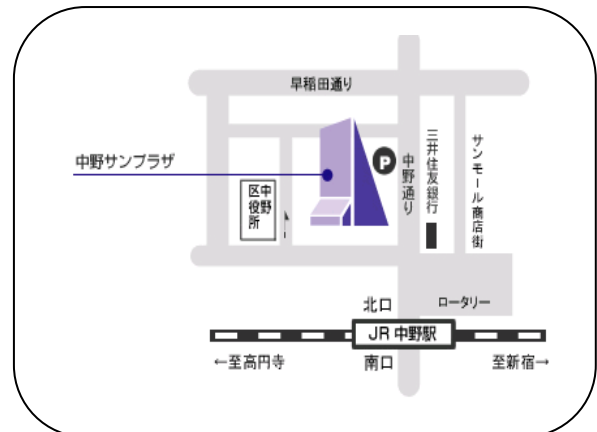 早稲田通り
中野サンプラザ
P
中野通り
三井住友銀行
サンモール商店街
中野
区役所
北口
ロータリー
JR 中野駅
←至高円寺
南口
至新宿→